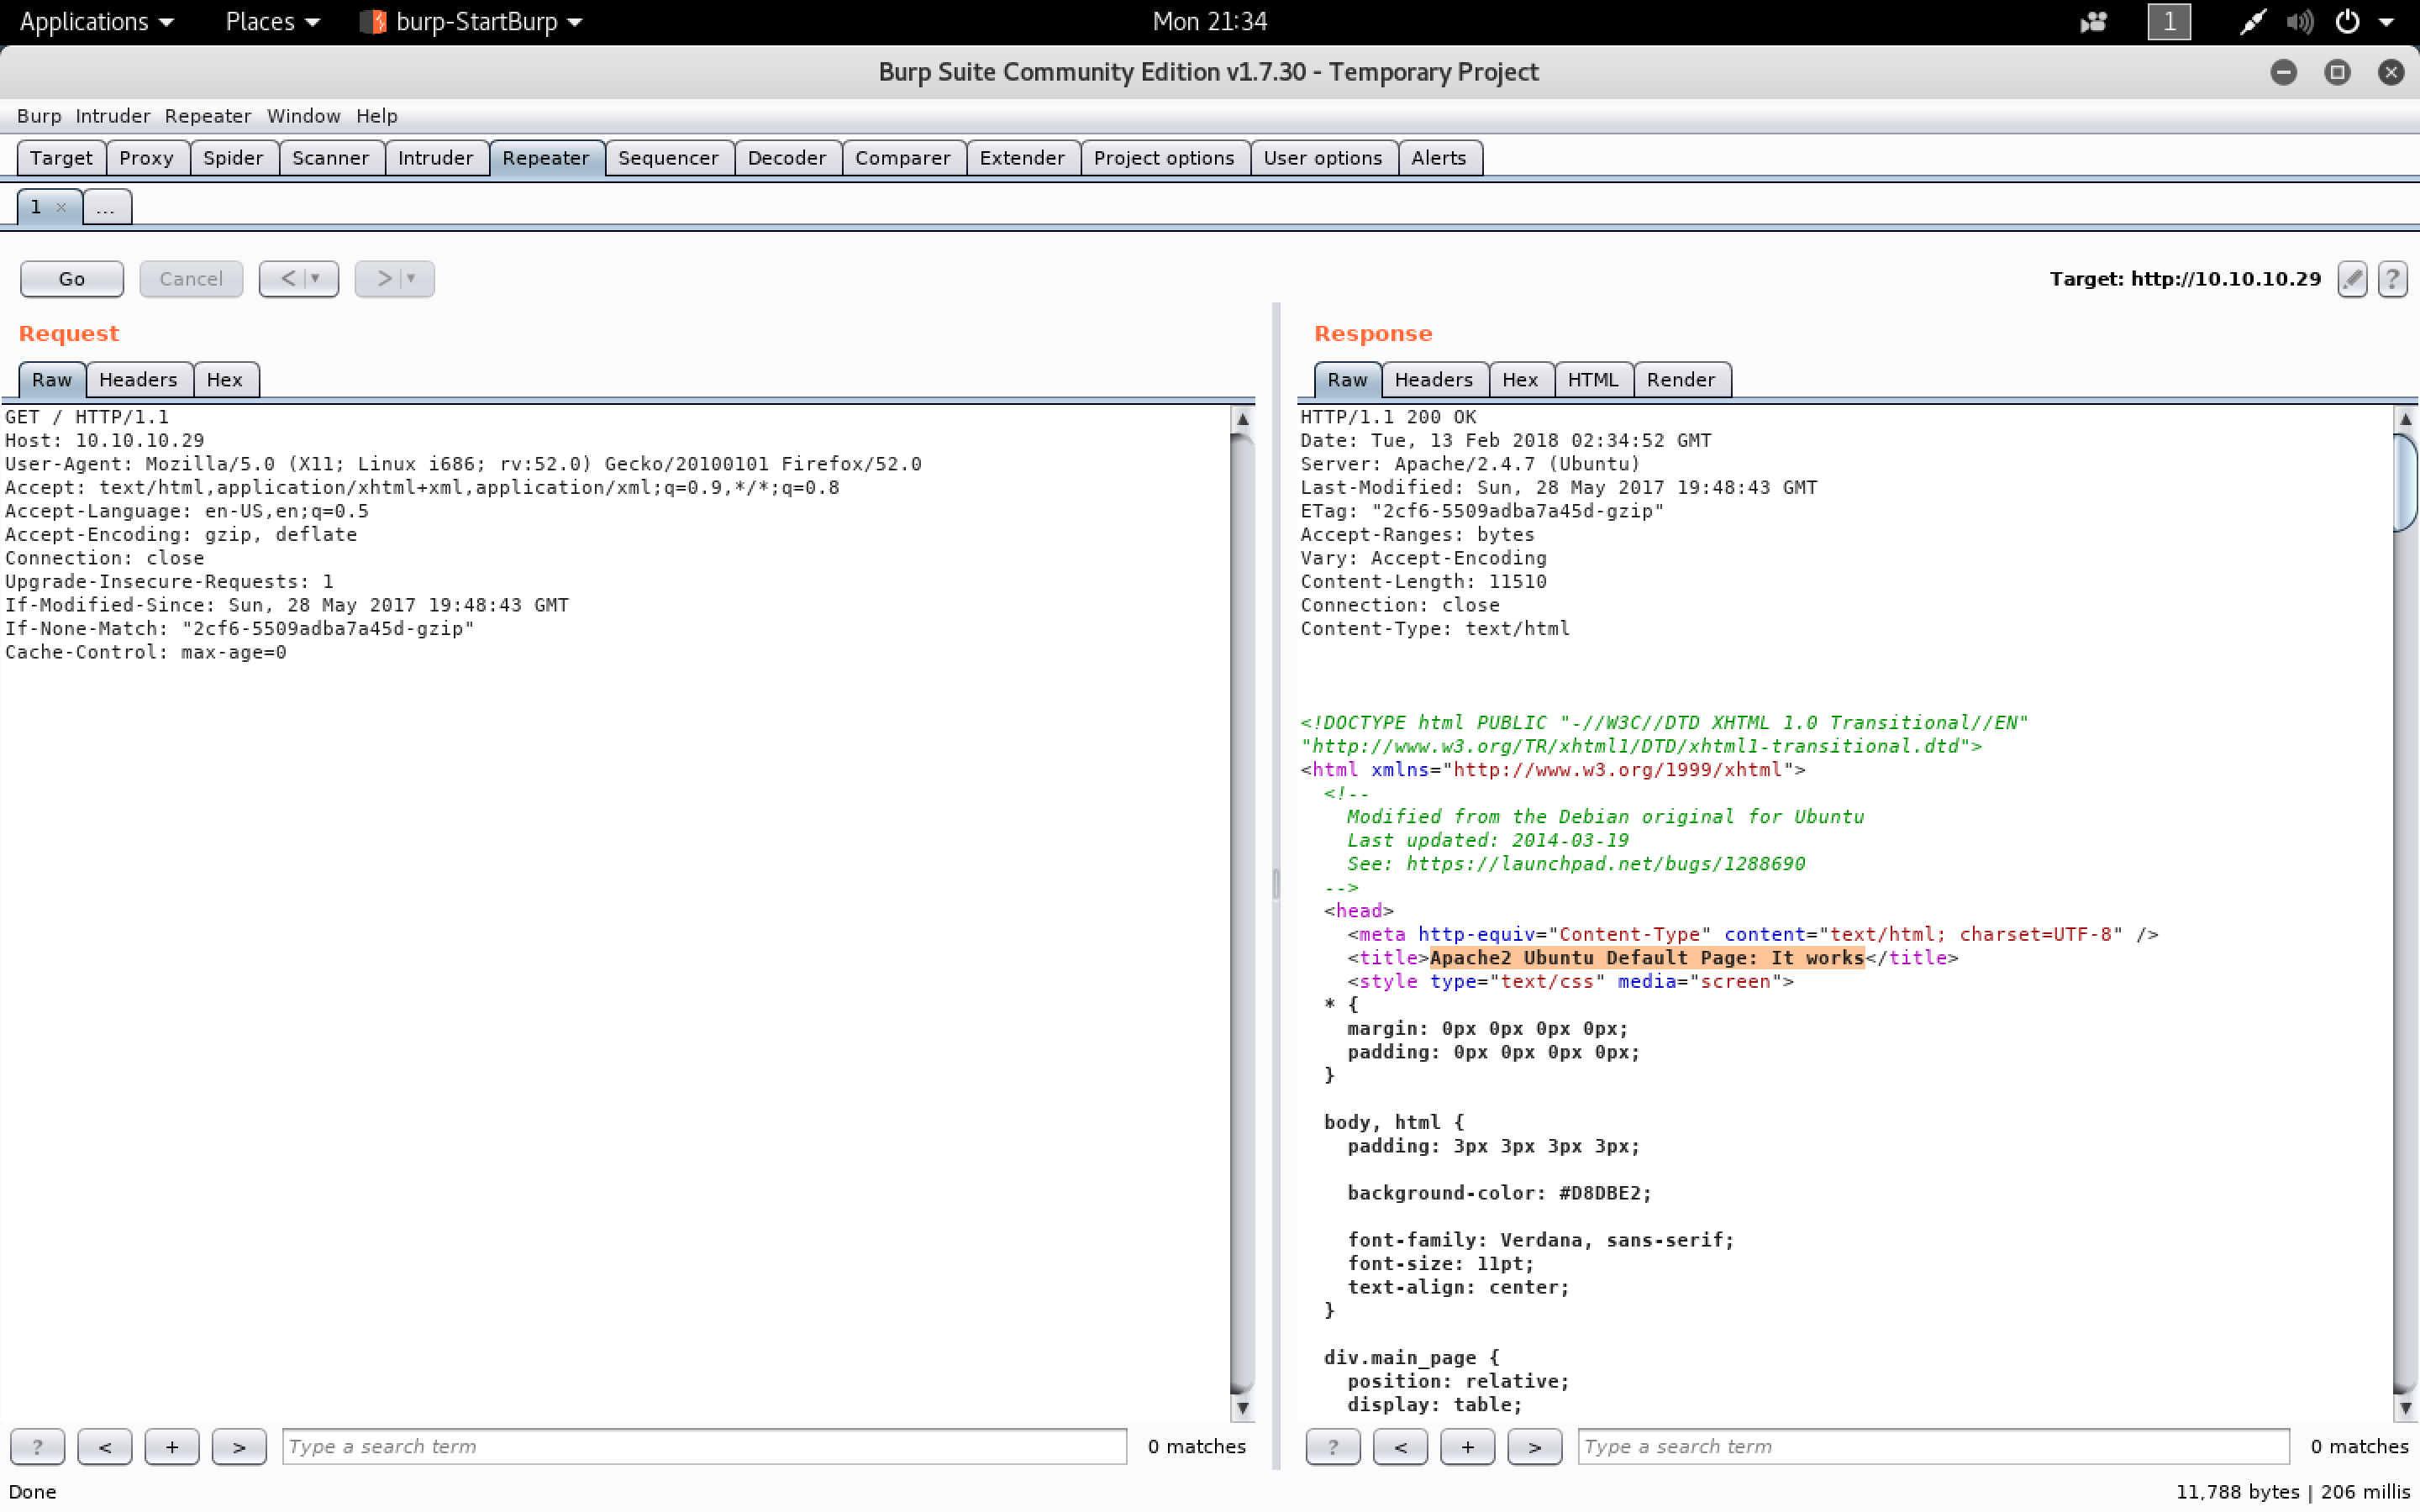 Applications Places burp-StartBurp Mon 21:34 1
Burp Suite Community Edition v1.7.30 - Temporary Project
Burp Intruder Repeater Window Help
Target Proxy Spider Scanner Intruder Repeater Sequencer Decoder Comparer Extender Project options User options Alerts
1 × ...
Go Cancel < > Target: http://10.10.10.29 ?
Request
Raw Headers Hex
GET / HTTP/1.1
Host: 10.10.10.29
User-Agent: Mozilla/5.0 (X11; Linux i686; rv:52.0) Gecko/20100101 Firefox/52.0
Accept: text/html,application/xhtml+xml,application/xml;q=0.9,*/*;q=0.8
Accept-Language: en-US,en;q=0.5
Accept-Encoding: gzip, deflate
Connection: close
Upgrade-Insecure-Requests: 1
If-Modified-Since: Sun, 28 May 2017 19:48:43 GMT
If-None-Match: "2cf6-5509adba7a45d-gzip"
Cache-Control: max-age=0
? < + > Type a search term 0 matches
Response
Raw Headers Hex HTML Render
HTTP/1.1 200 OK
Date: Tue, 13 Feb 2018 02:34:52 GMT
Server: Apache/2.4.7 (Ubuntu)
Last-Modified: Sun, 28 May 2017 19:48:43 GMT
ETag: "2cf6-5509adba7a45d-gzip"
Accept-Ranges: bytes
Vary: Accept-Encoding
Content-Length: 11510
Connection: close
Content-Type: text/html
<!DOCTYPE html PUBLIC "-//W3C//DTD XHTML 1.0 Transitional//EN"
"http://www.w3.org/TR/xhtml1/DTD/xhtml1-transitional.dtd">
<html xmlns="http://www.w3.org/1999/xhtml">
<!--
Modified from the Debian original for Ubuntu
Last updated: 2014-03-19
See: https://launchpad.net/bugs/1288690
-->
<head>
<meta http-equiv="Content-Type" content="text/html; charset=UTF-8" />
<title>Apache2 Ubuntu Default Page: It works</title>
<style type="text/css" media="screen">
* {
margin: 0px 0px 0px 0px;
padding: 0px 0px 0px 0px;
}
body, html {
padding: 3px 3px 3px 3px;
background-color: #D8DBE2;
font-family: Verdana, sans-serif;
font-size: 11pt;
text-align: center;
}
div.main_page {
position: relative;
display: table;
? < + > Type a search term 0 matches
Done 11,788 bytes | 206 millis